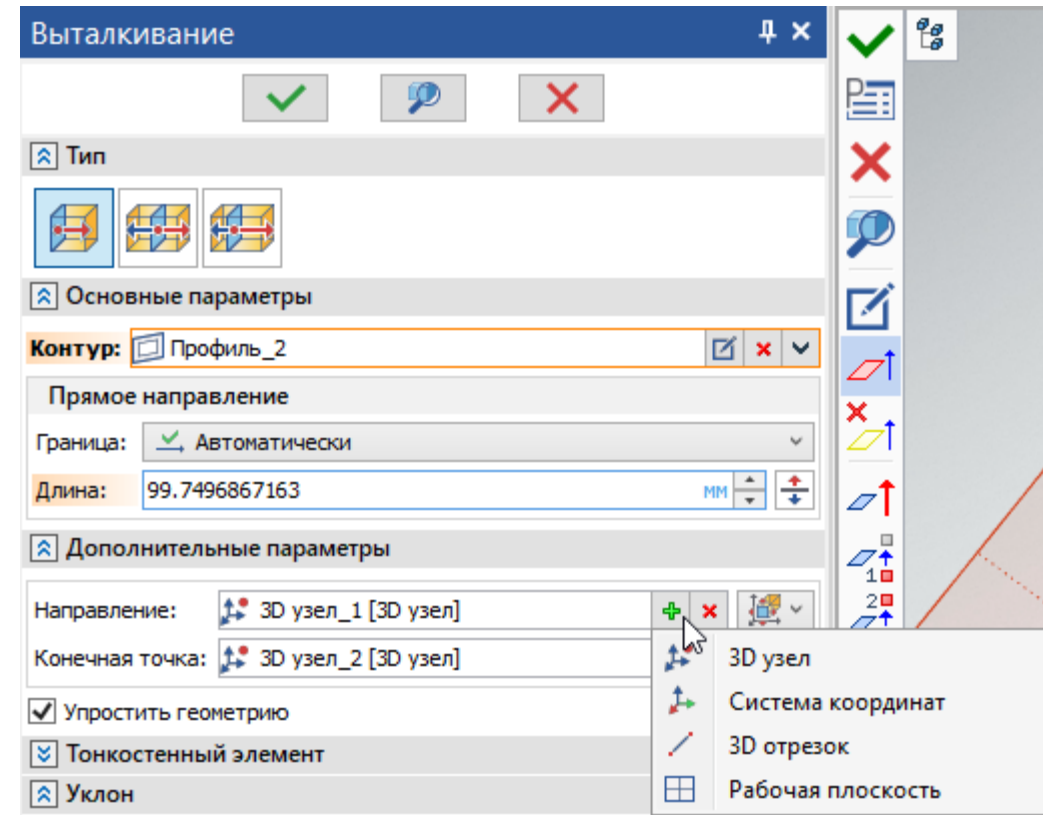 Выталкивание
Тип
Основные параметры
Контур: Профиль_2
Прямое направление
Граница: Автоматически
Длина: 99.7496867163 мм
Дополнительные параметры
Направление: 3D узел_1 [3D узел]
Конечная точка: 3D узел_2 [3D узел]
Упростить геометрию
Тонкостенный элемент
Уклон
3D узел
Система координат
3D отрезок
Рабочая плоскость
P
1
2